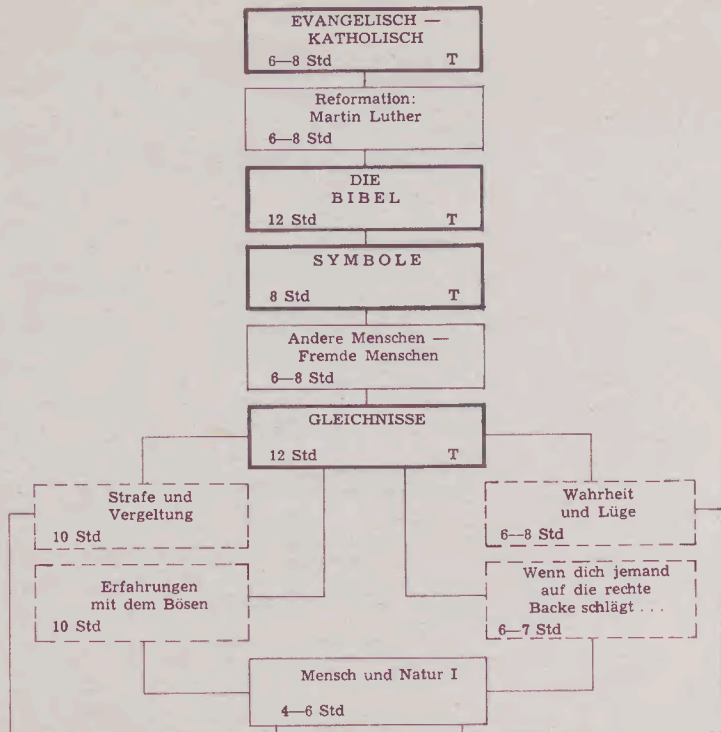 EVANGELISCH —
KATHOLISCH
6—8 Std T
Reformation:
Martin Luther
6—8 Std
DIE
BIBEL
12 Std T
SYMBOLE
8 Std T
Andere Menschen —
Fremde Menschen
6—8 Std
GLEICHNISSE
12 Std T
Strafe und
Vergeltung
10 Std
Wahrheit
und Lüge
6—8 Std
Erfahrungen
mit dem Bösen
10 Std
Wenn dich jemand
auf die rechte
Backe schlägt . . .
6—7 Std
Mensch und Natur I
4—6 Std